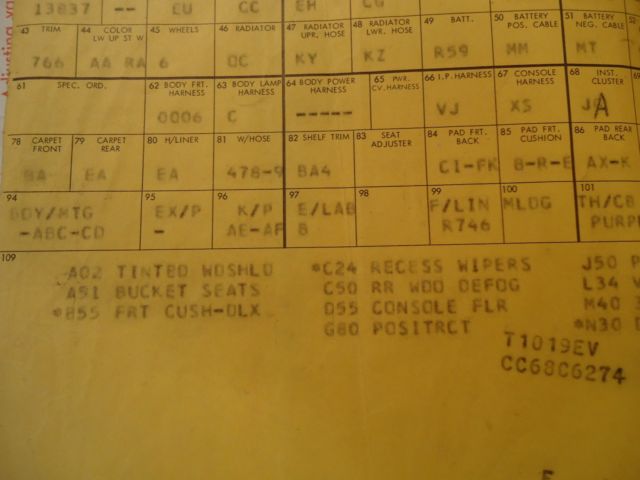 13837 -- EU CC EH CG
43 TRIM 44 COLOR LW UP ST W 45 WHEELS 46 RADIATOR 47 RADIATOR UPR. HOSE 48 RADIATOR LWR. HOSE 49 BATT. 50 BATTERY POS. CABLE 51 BATTERY NEG. CABLE
766 AA AA 6 OC KY KZ R59 MM MT
61 SPEC. ORD. 62 BODY FRT. HARNESS 63 BODY LAMP HARNESS 64 BODY POWER HARNESS 65 PWR. CV. HARNESS 66 I.P. HARNESS 67 CONSOLE HARNESS 68 INST. CLUSTER
0006 C ----- VJ XS
78 CARPET FRONT 79 CARPET REAR 80 H/LINER 81 W/HOSE 82 SHELF TRIM 83 SEAT ADJUSTER 84 PAD FRT. BACK 85 PAD FRT. CUSHION 86 PAD REAR BACK
EA EA 478-9 BA4 C1-FK B-R-E AX-K
94 95 96 97 98 99 100 101
BDY/MTG EX/P K/P E/LAB F/LIN MLDG TH/CB
-ABC-CD - AE-AF B R746 PURP
109
A02 TINTED WDSHLD *C24 RECESS WIPERS J50
A51 BUCKET SEATS C50 RR WDO DEFOG L34
*B55 FRT CUSH-DLX D55 CONSOLE FLR M40
G80 POSITRCT *N30
T1019EV
CC68C6274